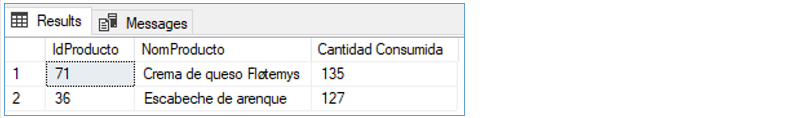 Results Messages
IdProducto NomProducto Cantidad Consumida
1 71 Crema de queso Fløtemys 135
2 36 Escabeche de arenque 127